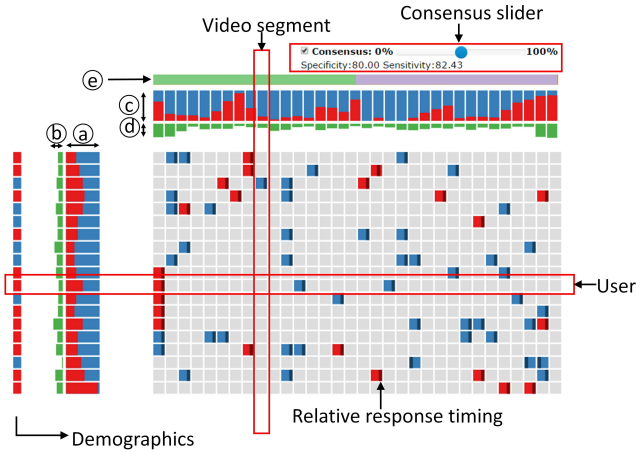 Video segment
Consensus slider
Consensus: 0% 100%
Specificity:80.00 Sensitivity:82.43
e
c
d
b a
User
Relative response timing
Demographics